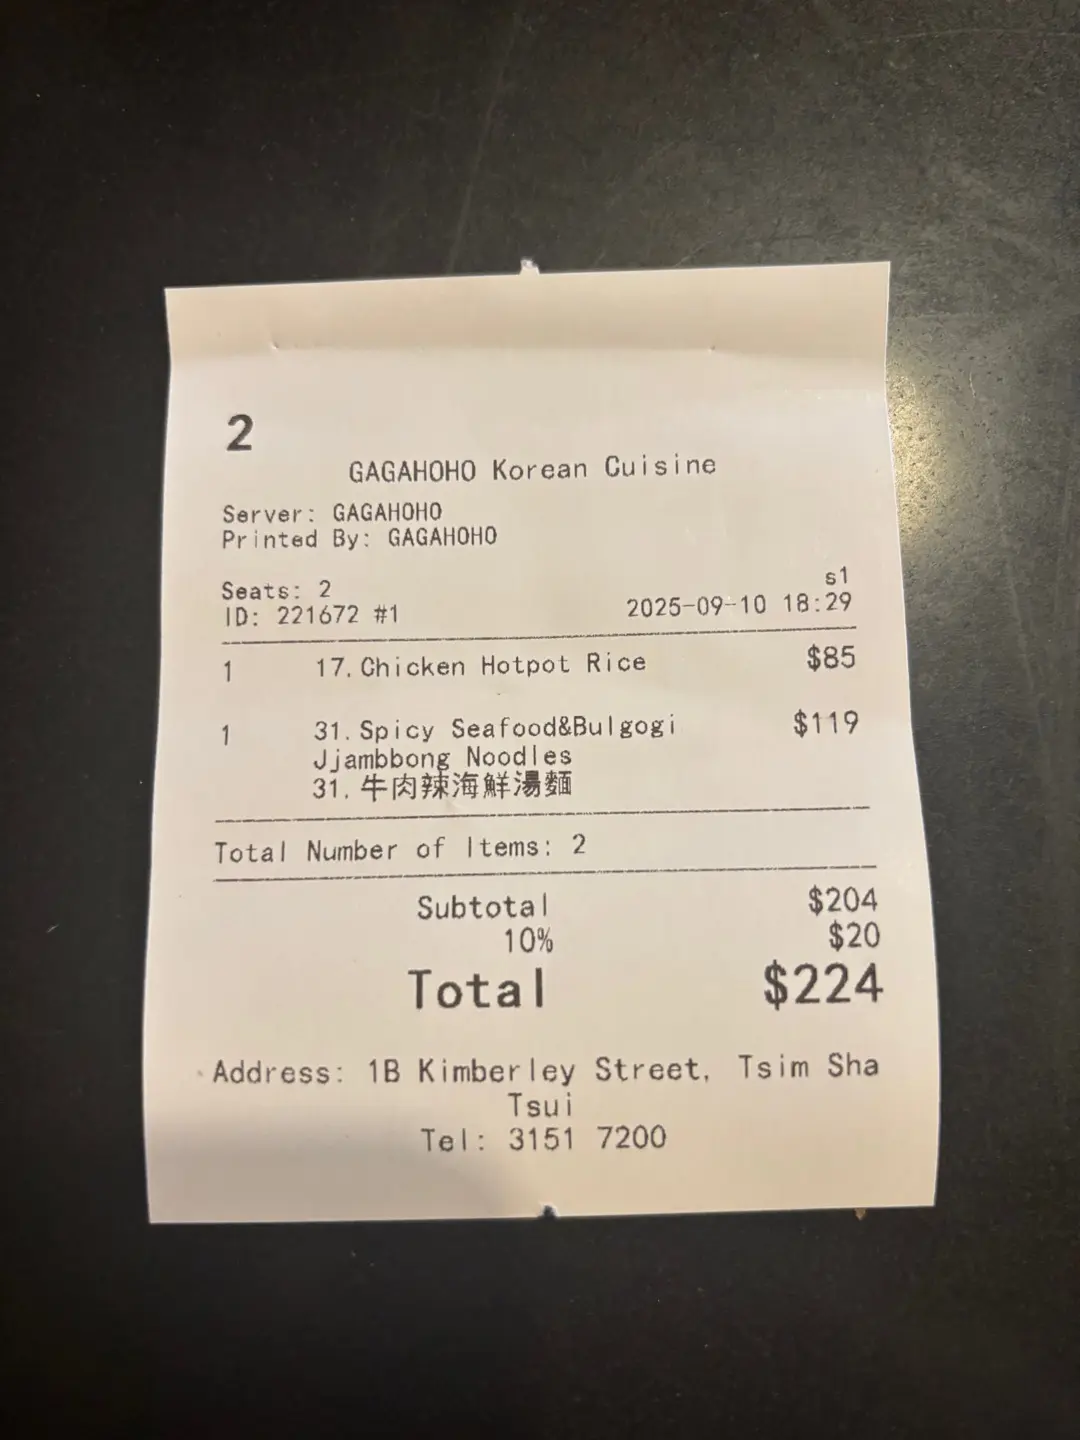 2
GAGAHOHO Korean Cuisine
Server: GAGAHOHO
Printed By: GAGAHOHO
s1
Seats: 2
ID: 221672 #1 2025-09-10 18:29
1 17. Chicken Hotpot Rice $85
1 31. Spicy Seafood&Bulgogi $119
Jjambbong Noodles
31. 牛肉辣海鮮湯麵
Total Number of Items: 2
Subtotal $204
10% $20
Total $224
Address: 1B Kimberley Street, Tsim Sha
Tsui
Tel: 3151 7200